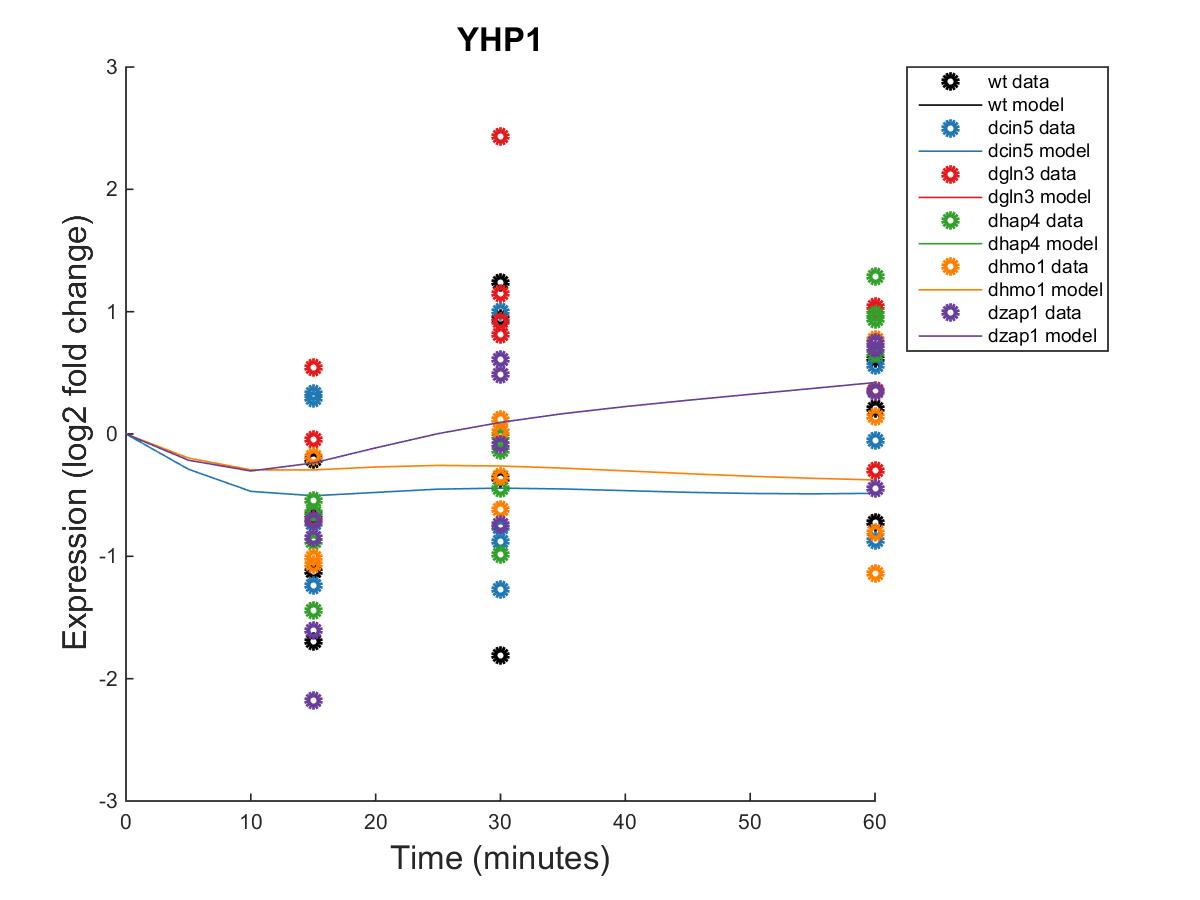 YHP1
3
2
1
0
-1
-2
-3
Expression (log2 fold change)
0 10 20 30 40 50 60
Time (minutes)
wt data
wt model
dcin5 data
dcin5 model
dgln3 data
dgln3 model
dhap4 data
dhap4 model
dhmo1 data
dhmo1 model
dzap1 data
dzap1 model